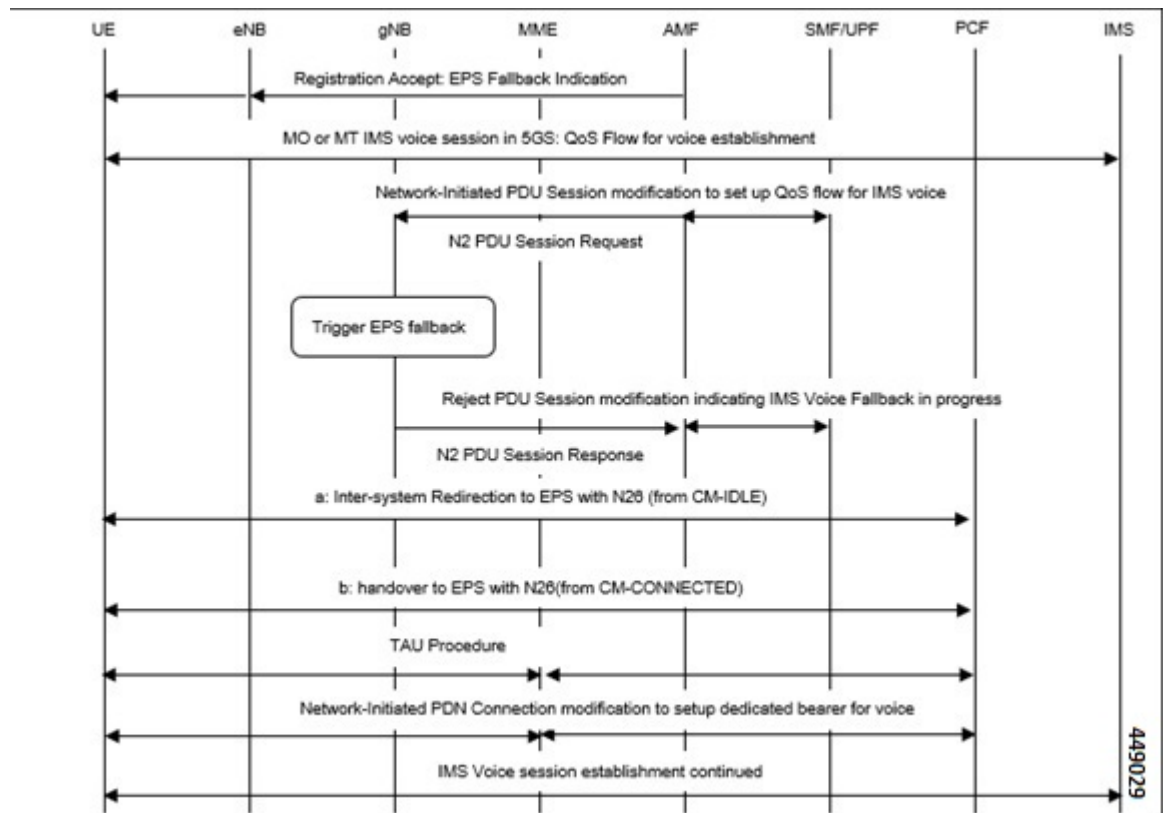 UE eNB gNB MME AMF SMF/UPF PCF IMS
Registration Accept: EPS Fallback Indication
MO or MT IMS voice session in 5GS: QoS Flow for voice establishment
Network-Initiated PDU Session modification to set up QoS flow for IMS voice
N2 PDU Session Request
Trigger EPS fallback
Reject PDU Session modification indicating IMS Voice Fallback in progress
N2 PDU Session Response
a: Inter-system Redirection to EPS with N26 (from CM-IDLE)
b: handover to EPS with N26(from CM-CONNECTED)
TAU Procedure
Network-Initiated PDN Connection modification to setup dedicated bearer for voice
IMS Voice session establishment continued
449029